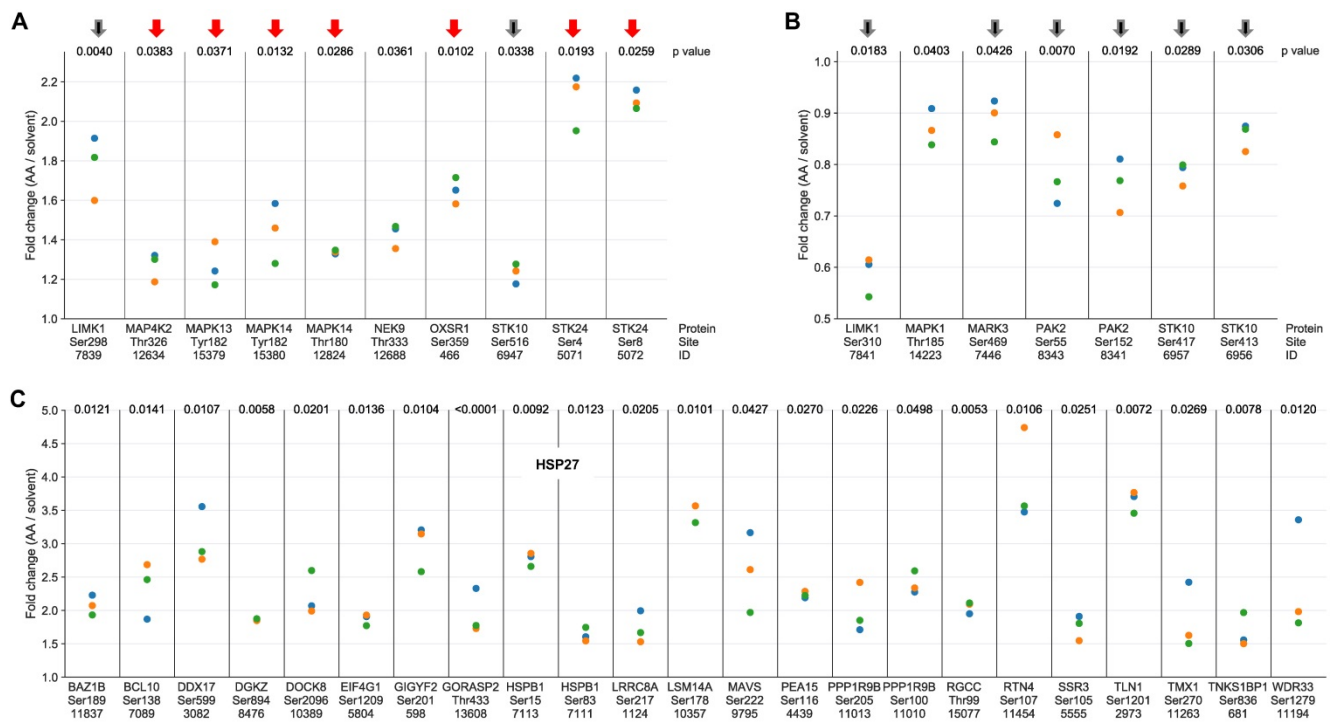 A
B
0.0040 0.0383 0.0371 0.0132 0.0286 0.0361 0.0102 0.0338 0.0193 0.0259 p value
0.0183 0.0403 0.0426 0.0070 0.0192 0.0289 0.0306 p value
Fold change (AA / solvent)
2.2
2.0
1.8
1.6
1.4
1.2
1.0
LIMK1 MAP4K2 MAPK13 MAPK14 MAPK14 NEK9 OXSR1 STK10 STK24 STK24 Protein
Ser298 Thr326 Tyr182 Tyr182 Thr180 Thr333 Ser359 Ser516 Ser4 Ser8 Site
7839 12634 15379 15380 12824 12688 466 6947 5071 5072 ID
Fold change (AA / solvent)
1.0
0.9
0.8
0.7
0.6
0.5
LIMK1 MAPK1 MARK3 PAK2 PAK2 STK10 STK10 Protein
Ser310 Thr185 Ser469 Ser55 Ser152 Ser417 Ser413 Site
7841 14223 7446 8343 8341 6957 6956 ID
C
0.0121 0.0141 0.0107 0.0058 0.0201 0.0136 0.0104 <0.0001 0.0092 0.0123 0.0205 0.0101 0.0427 0.0270 0.0226 0.0498 0.0053 0.0106 0.0251 0.0072 0.0269 0.0078 0.0120
HSP27
Fold change (AA / solvent)
5.0
4.5
4.0
3.5
3.0
2.5
2.0
1.5
1.0
BAZ1B BCL10 DDX17 DGKZ DOCK8 EIF4G1 GIGYF2 GORASP2 HSPB1 HSPB1 LRRC8A LSM14A MAVS PEA15 PPP1R9B PPP1R9B RGCC RTN4 SSR3 TLN1 TMX1 TNKS1BP1 WDR33
Ser189 Ser138 Ser599 Ser894 Ser2096 Ser1209 Ser201 Thr433 Ser15 Ser83 Ser217 Ser178 Ser222 Ser116 Ser205 Ser100 Thr99 Ser107 Ser105 Ser1201 Ser270 Ser836 Ser1279
11837 7089 3082 8476 10389 5804 598 13608 7113 7111 1124 10357 9795 4439 11013 11010 15077 11454 5555 2973 11263 681 11194